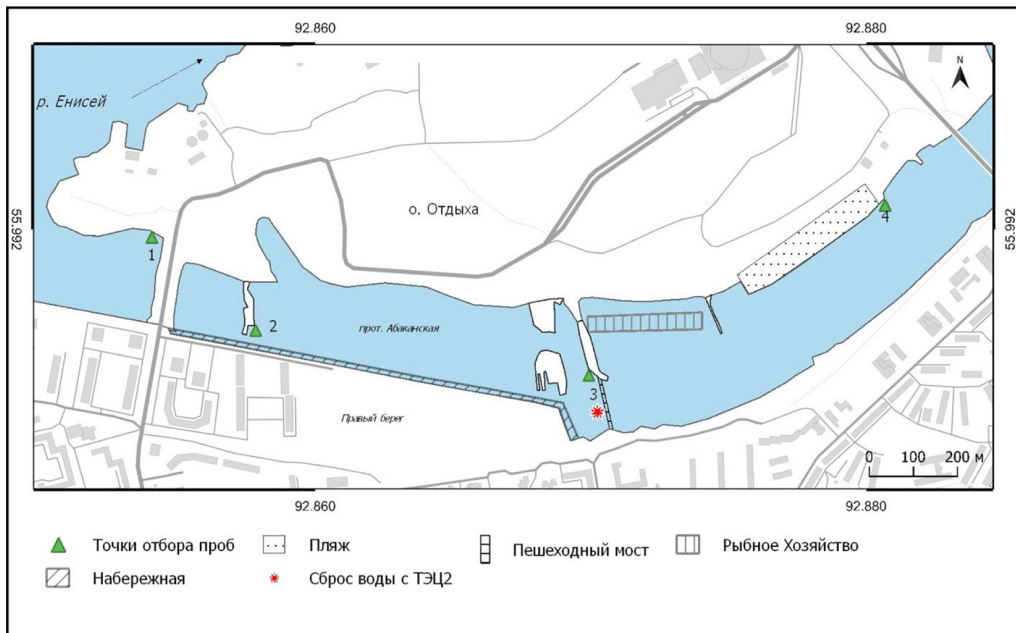 92.860
92.880
N
р. Енисей
о. Отдыха
55.992
55.992
1
4
2
прот. Абаканская
3
Правый берег
0 100 200 м
92.860
92.880
Точки отбора проб
Пляж
Пешеходный мост
Рыбное Хозяйство
Набережная
Сброс воды с ТЭЦ2